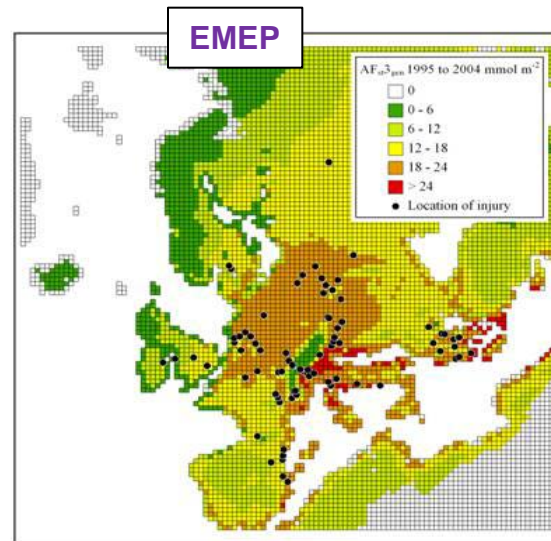 EMEP
AFst3gen 1995 to 2004 mmol m-2
0
0 - 6
6 - 12
12 - 18
18 - 24
> 24
Location of injury